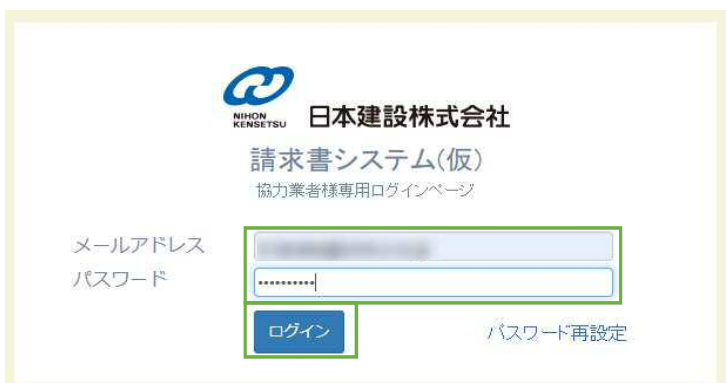 NIHON
KENSETSU 日本建設株式会社
請求書システム(仮)
協力業者様専用ログインページ
メールアドレス
パスワード ••••••••••
ログイン パスワード再設定